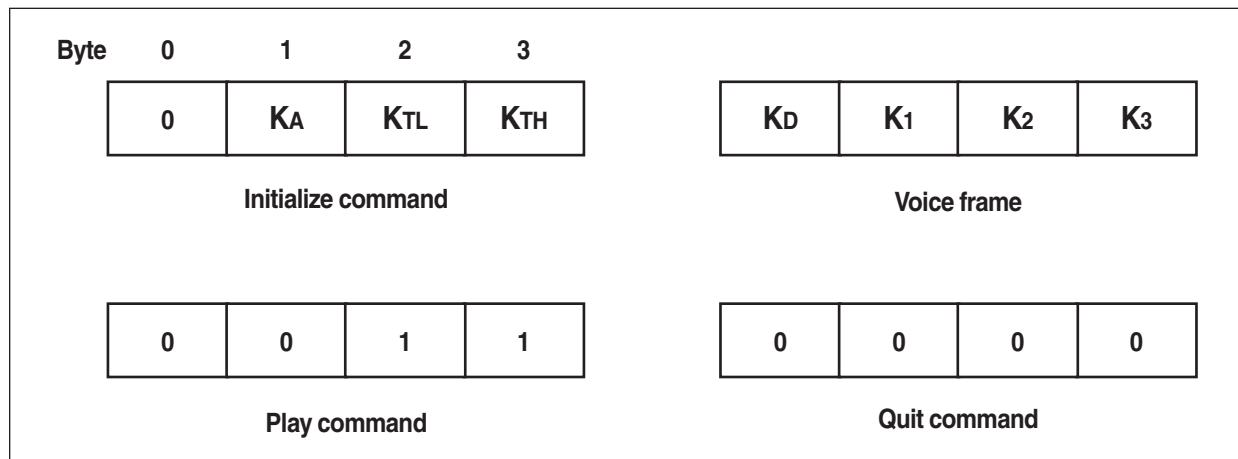 Byte 0 1 2 3
0 KA KTL KTH
Initialize command
KD K1 K2 K3
Voice frame
0 0 1 1
Play command
0 0 0 0
Quit command